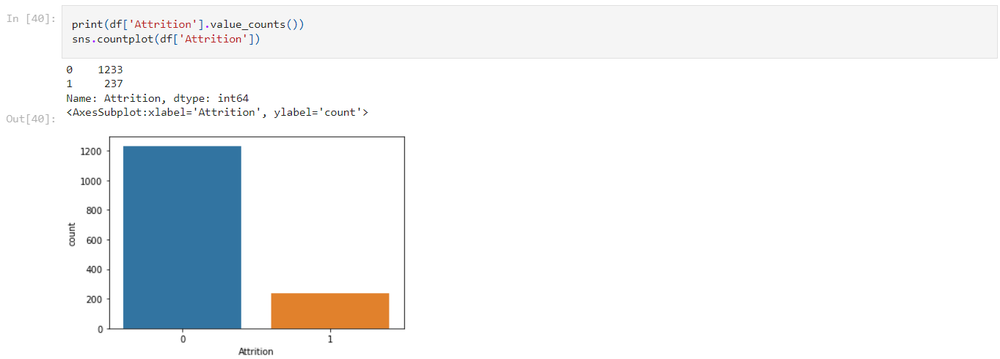 In [40]:
print(df['Attrition'].value_counts())
sns.countplot(df['Attrition'])
0    1233
1     237
Name: Attrition, dtype: int64
<AxesSubplot:xlabel='Attrition', ylabel='count'>
Out[40]:
1200
1000
800
600
400
200
0
count
0 1
Attrition